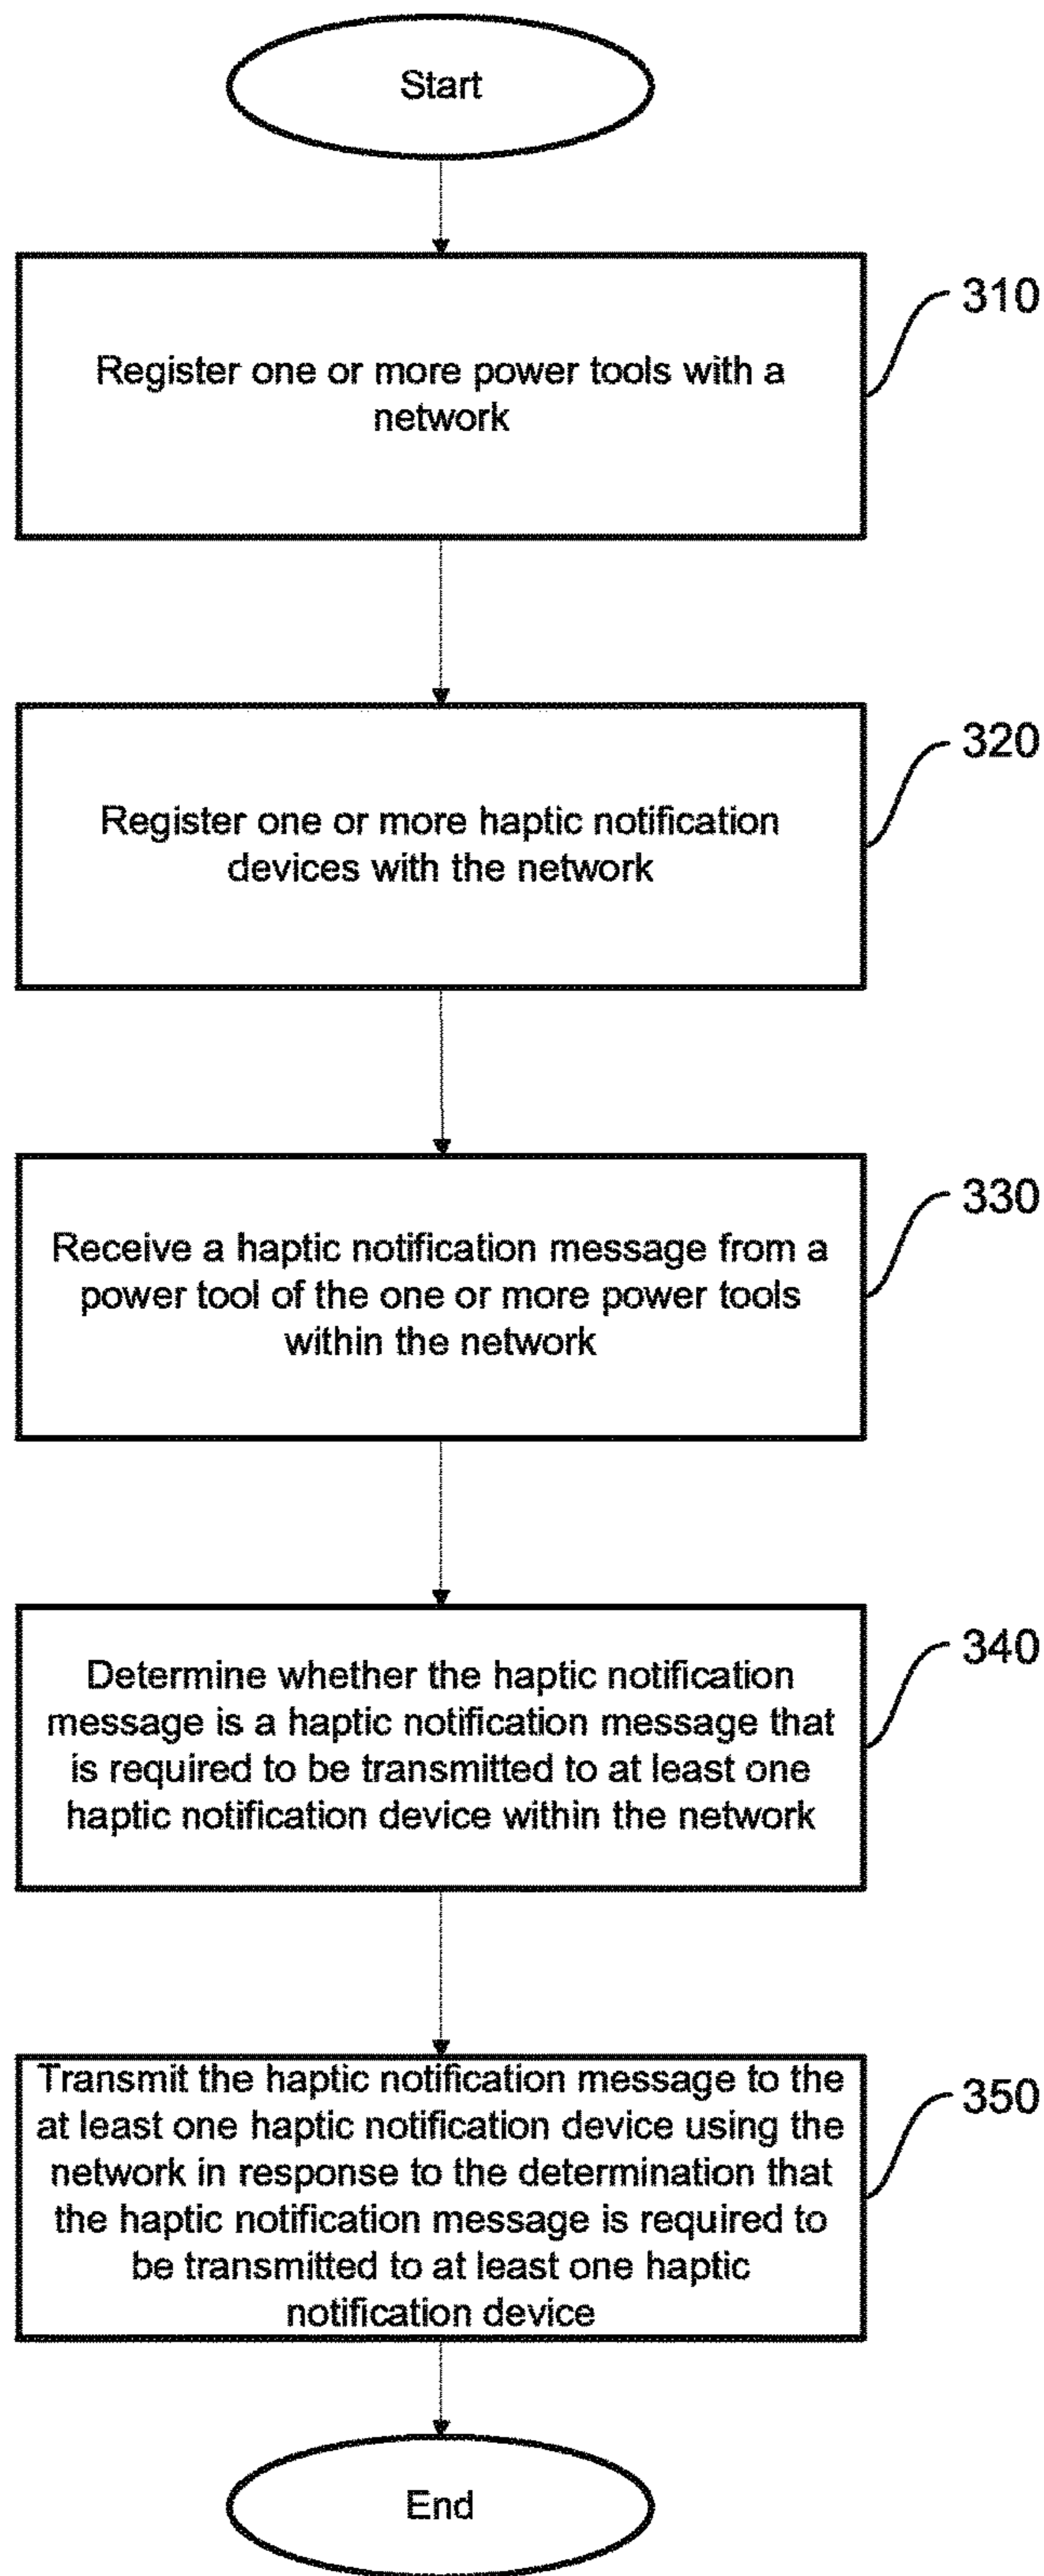 Start
310
Register one or more power tools with a
network
320
Register one or more haptic notification
devices with the network
330
Receive a haptic notification message from a
power tool of the one or more power tools
within the network
340
Determine whether the haptic notification
message is a haptic notification message that
is required to be transmitted to at least one
haptic notification device within the network
350
Transmit the haptic notification message to the
at least one haptic notification device using the
network in response to the determination that
the haptic notification message is required to
be transmitted to at least one haptic
notification device
End